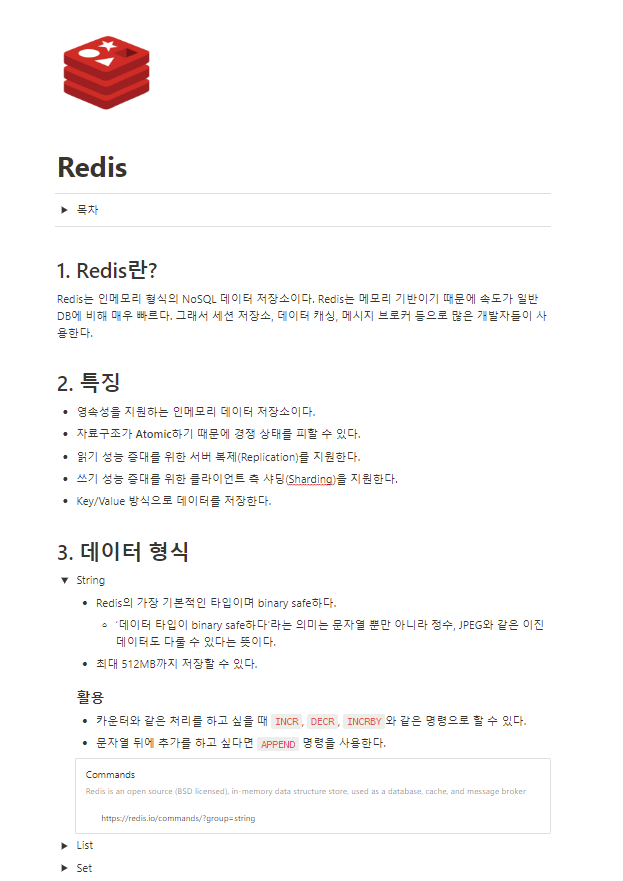 Redis
목차
1. Redis란?
Redis는 인메모리 형식의 NoSQL 데이터 저장소이다. Redis는 메모리 기반이기 때문에 속도가 일반
DB에 비해 매우 빠르다. 그래서 세션 저장소, 데이터 캐싱, 메시지 브로커 등으로 많은 개발자들이 사
용한다.
2. 특징
영속성을 지원하는 인메모리 데이터 저장소이다.
자료구조가 Atomic하기 때문에 경쟁 상태를 피할 수 있다.
읽기 성능 증대를 위한 서버 복제(Replication)를 지원한다.
쓰기 성능 증대를 위한 클라이언트 측 샤딩(Sharding)을 지원한다.
Key/Value 방식으로 데이터를 저장한다.
3. 데이터 형식
String
Redis의 가장 기본적인 타입이며 binary safe하다.
'데이터 타입이 binary safe하다'라는 의미는 문자열 뿐만 아니라 정수, JPEG와 같은 이진
데이터도 다룰 수 있다는 뜻이다.
최대 512MB까지 저장할 수 있다.
활용
카운터와 같은 처리를 하고 싶을 때 INCR, DECR, INCRBY와 같은 명령으로 할 수 있다.
문자열 뒤에 추가를 하고 싶다면 APPEND 명령을 사용한다.
Commands
Redis is an open source (BSD licensed), in-memory data structure store, used as a database, cache, and message broker
https://redis.io/commands/?group=string
List
Set